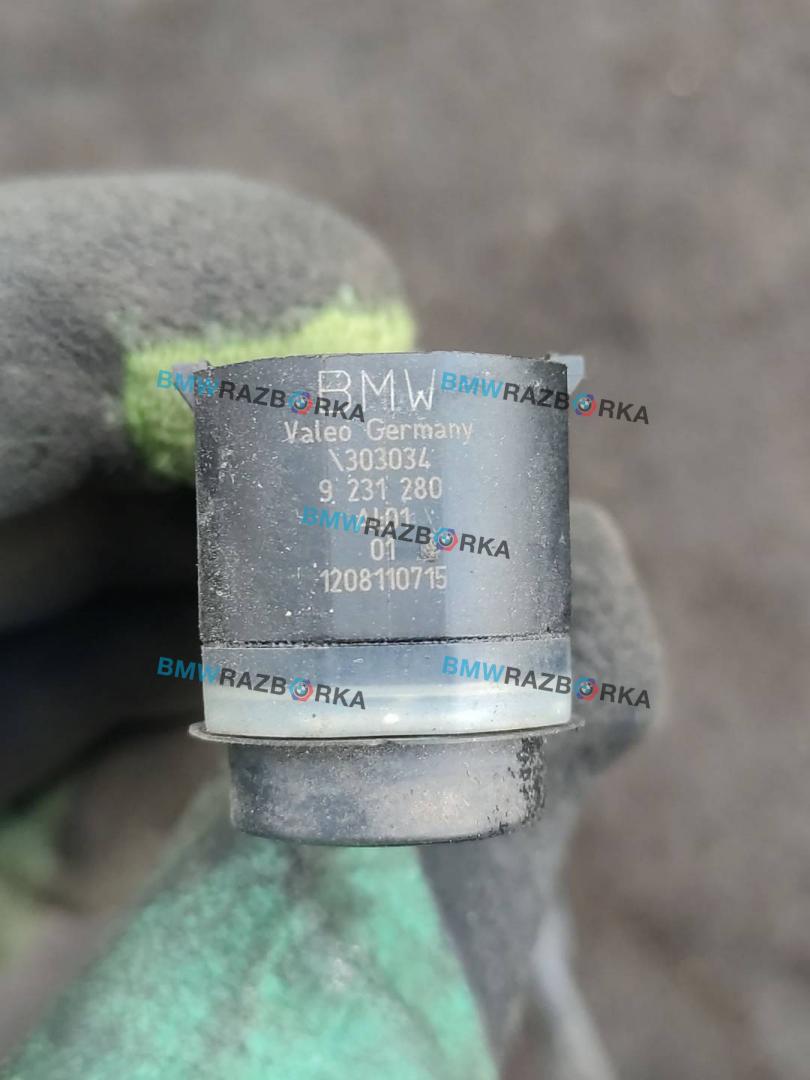 BMW
Valeo Germany
\303034
9 231 280
01
1208110715
BMWRAZBORKA
BMWRAZBORKA
BMWRAZBORKA
BMWRAZBORKA
BMWRAZBORKA